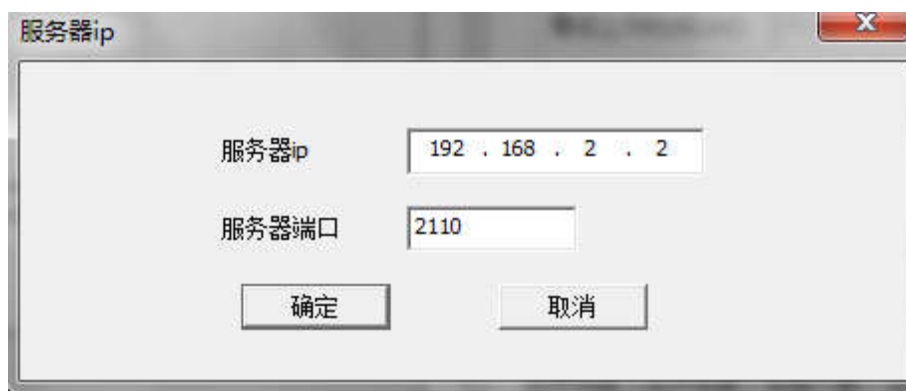 服务器ip
服务器ip 192 . 168 . 2 . 2
服务器端口 2110
确定 取消